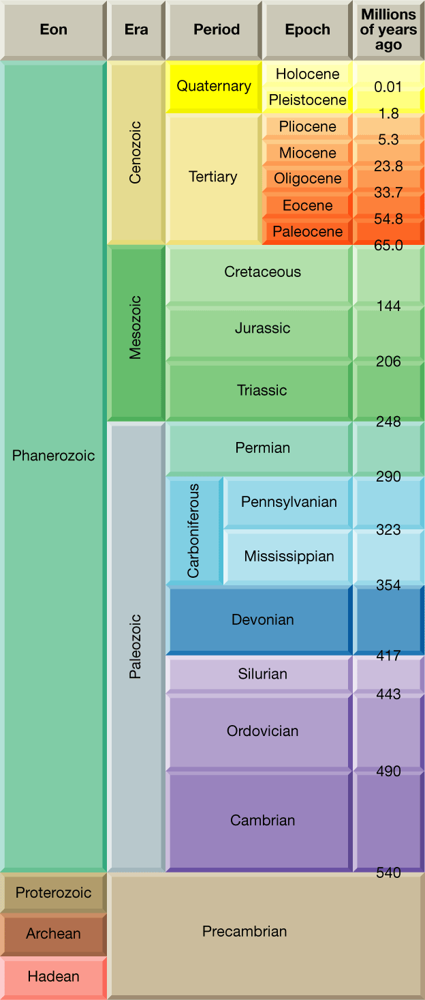 Eon
Era
Period
Epoch
Millions
of years
ago
Phanerozoic
Cenozoic
Quaternary
Holocene
0.01
Pleistocene
1.8
Tertiary
Pliocene
5.3
Miocene
23.8
Oligocene
33.7
Eocene
54.8
Paleocene
65.0
Mesozoic
Cretaceous
144
Jurassic
206
Triassic
248
Paleozoic
Permian
290
Carboniferous
Pennsylvanian
323
Mississippian
354
Devonian
417
Silurian
443
Ordovician
490
Cambrian
540
Proterozoic
Archean
Hadean
Precambrian